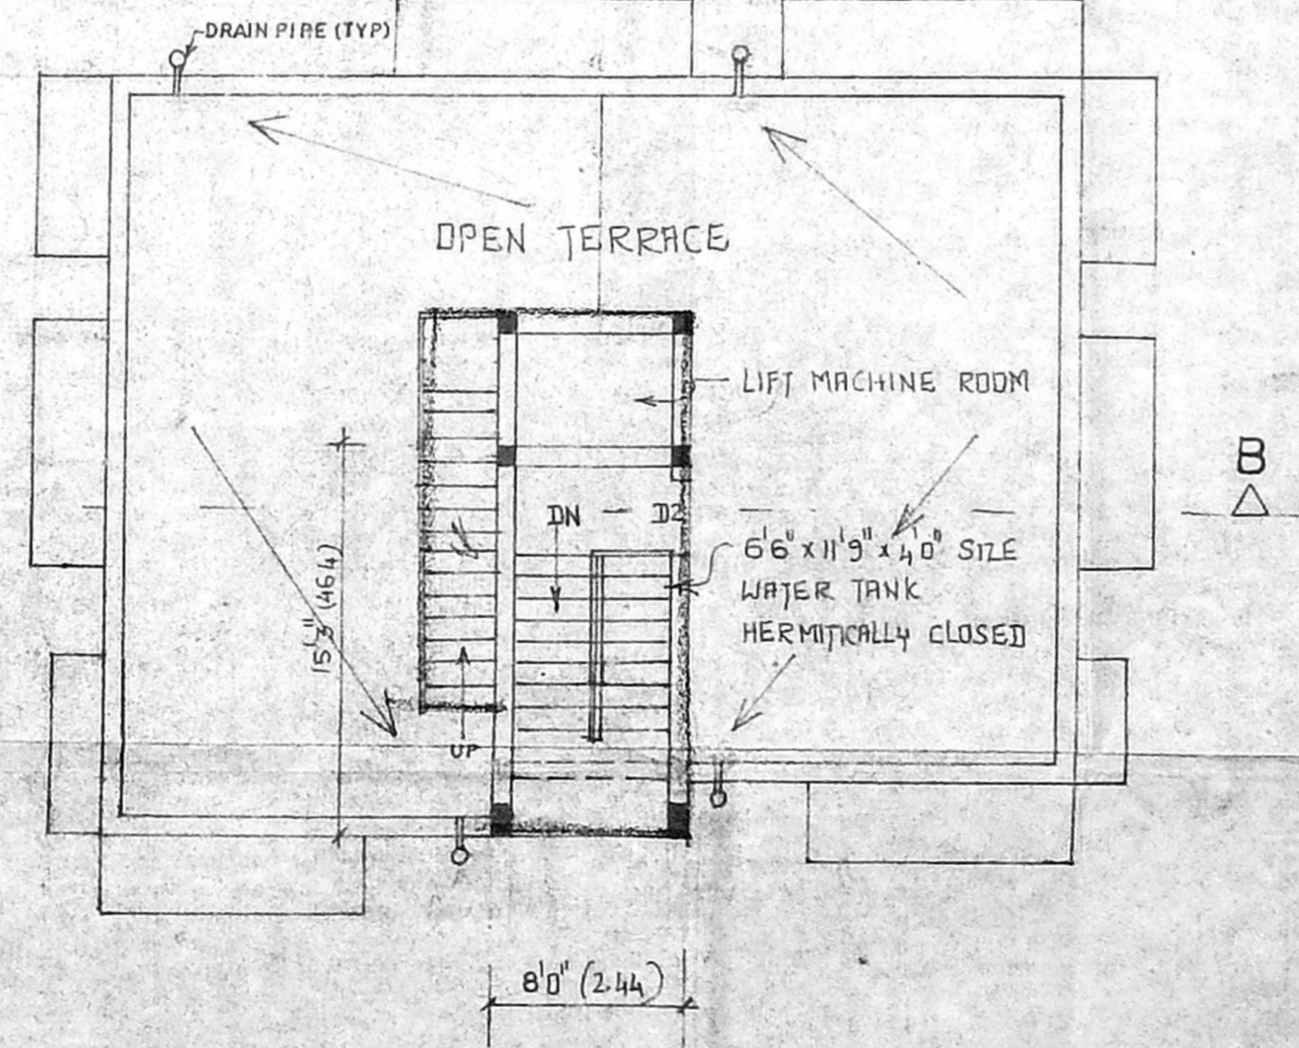 DRAIN PIPE (TYP)
OPEN TERRACE
LIFT MACHINE ROOM
B
DN
D2
6'6" x 11'9" x 4'0" SIZE
WATER TANK
HERMITICALLY CLOSED
15'3" (464)
UP
8'0" (2.44)